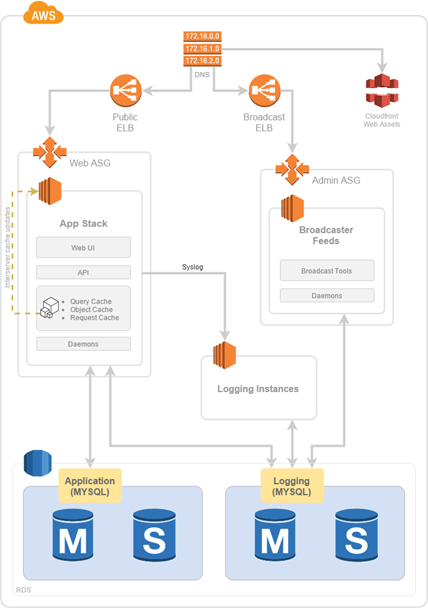 AWS
172.16.0.0
172.16.1.0
172.16.2.0
DNS
Public
ELB
Broadcast
ELB
Cloudfront
Web Assets
Web ASG
Admin ASG
Interserver cache updates
App Stack
Web UI
API
• Query Cache
• Object Cache
• Request Cache
Daemons
Syslog
Broadcaster
Feeds
Broadcast Tools
Daemons
Logging Instances
Application
(MYSQL)
Logging
(MYSQL)
M
S
M
S
RDS